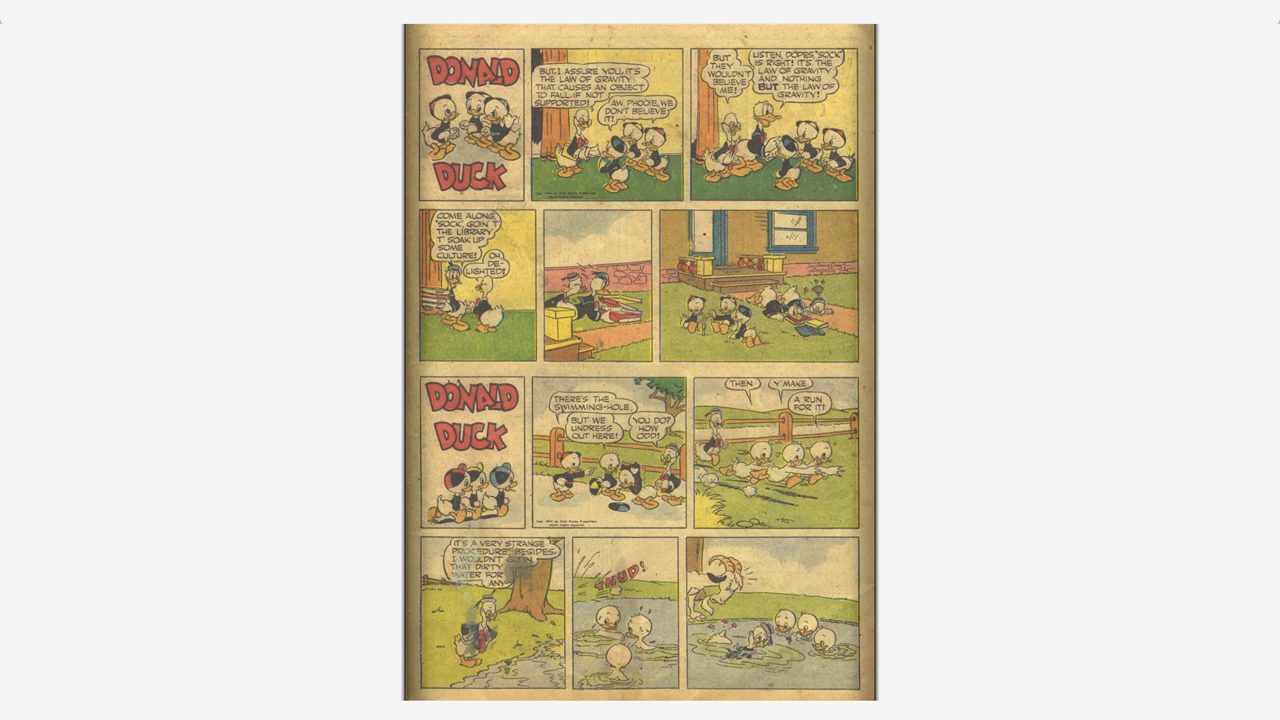 DONALD
DUCK
BUT, I ASSURE YOU, IT'S
THE LAW OF GRAVITY
THAT CAUSES AN OBJECT
TO FALL, IF NOT
SUPPORTED!
AW, PHOOIE, WE
DON'T BELIEVE
IT!
BUT
THEY
WOULDN'T
BELIEVE
ME!
LISTEN, DOPES, "SOCK"
IS RIGHT! IT'S THE
LAW OF GRAVITY
AND NOTHING
BUT THE LAW OF
GRAVITY!
COME ALONG,
"SOCK", GOIN' T'
THE LIBRARY
T' SOAK UP
SOME
CULTURE!
OH,
DE-
LIGHTED!
DONALD
DUCK
THERE'S THE
SWIMMING-HOLE,
BUT WE
UNDRESS
OUT HERE!
YOU DO?
HOW
ODD!
THEN
Y'MAKE
A RUN
FOR IT!
IT'S A VERY STRANGE
PROCEDURE! BESIDES,
I WOULDN'T GO IN
THAT DIRTY
WATER FOR
ANY-
THUD!